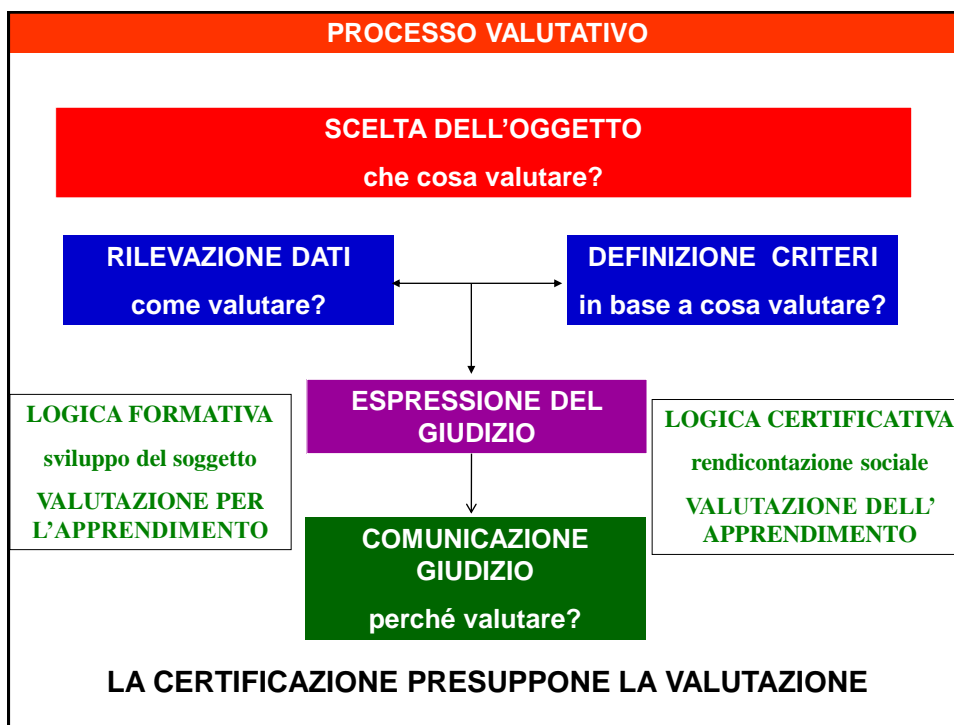 PROCESSO VALUTATIVO
SCELTA DELL'OGGETTO
che cosa valutare?
RILEVAZIONE DATI
come valutare?
DEFINIZIONE CRITERI
in base a cosa valutare?
ESPRESSIONE DEL
GIUDIZIO
LOGICA FORMATIVA
sviluppo del soggetto
VALUTAZIONE PER
L'APPRENDIMENTO
LOGICA CERTIFICATIVA
rendicontazione sociale
VALUTAZIONE DELL'
APPRENDIMENTO
COMUNICAZIONE
GIUDIZIO
perché valutare?
LA CERTIFICAZIONE PRESUPPONE LA VALUTAZIONE